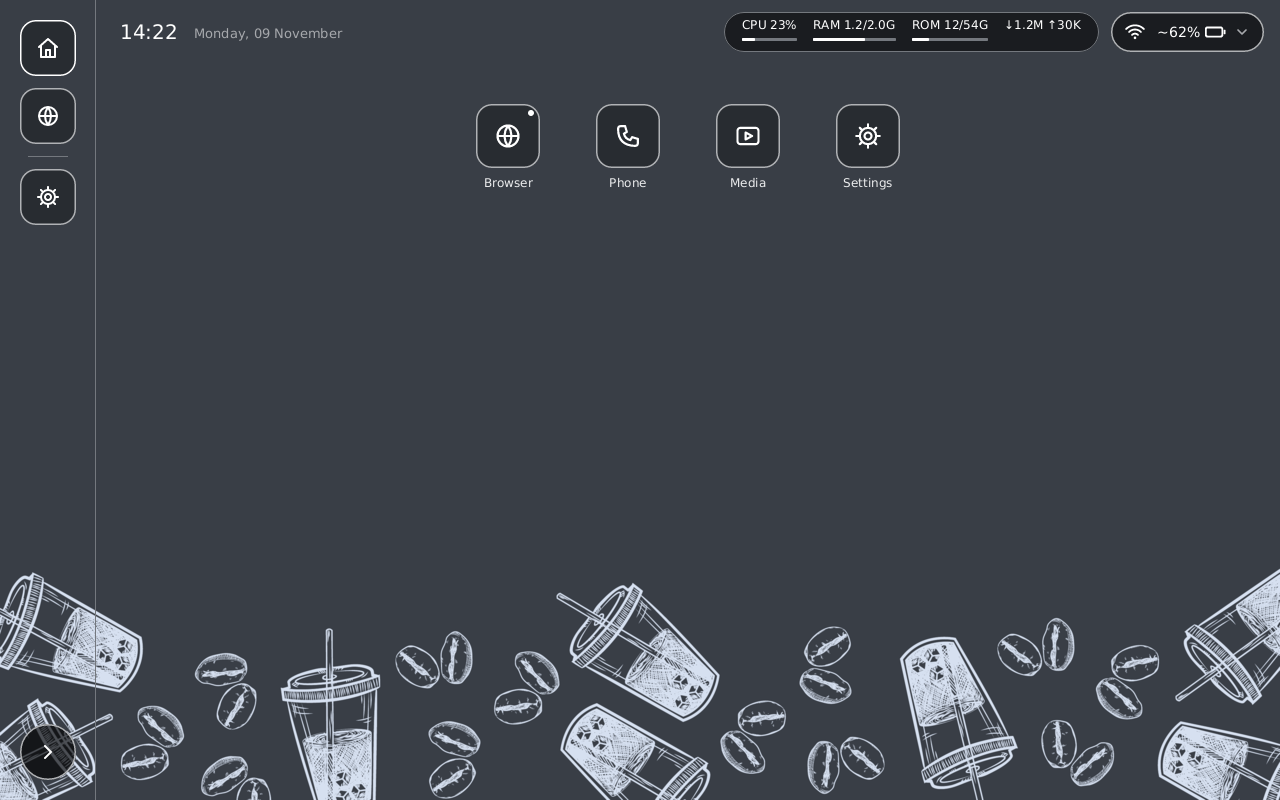 14:22 Monday, 09 November
CPU 23% RAM 1.2/2.0G ROM 12/54G ↓1.2M ↑30K
~62%
Browser Phone Media Settings